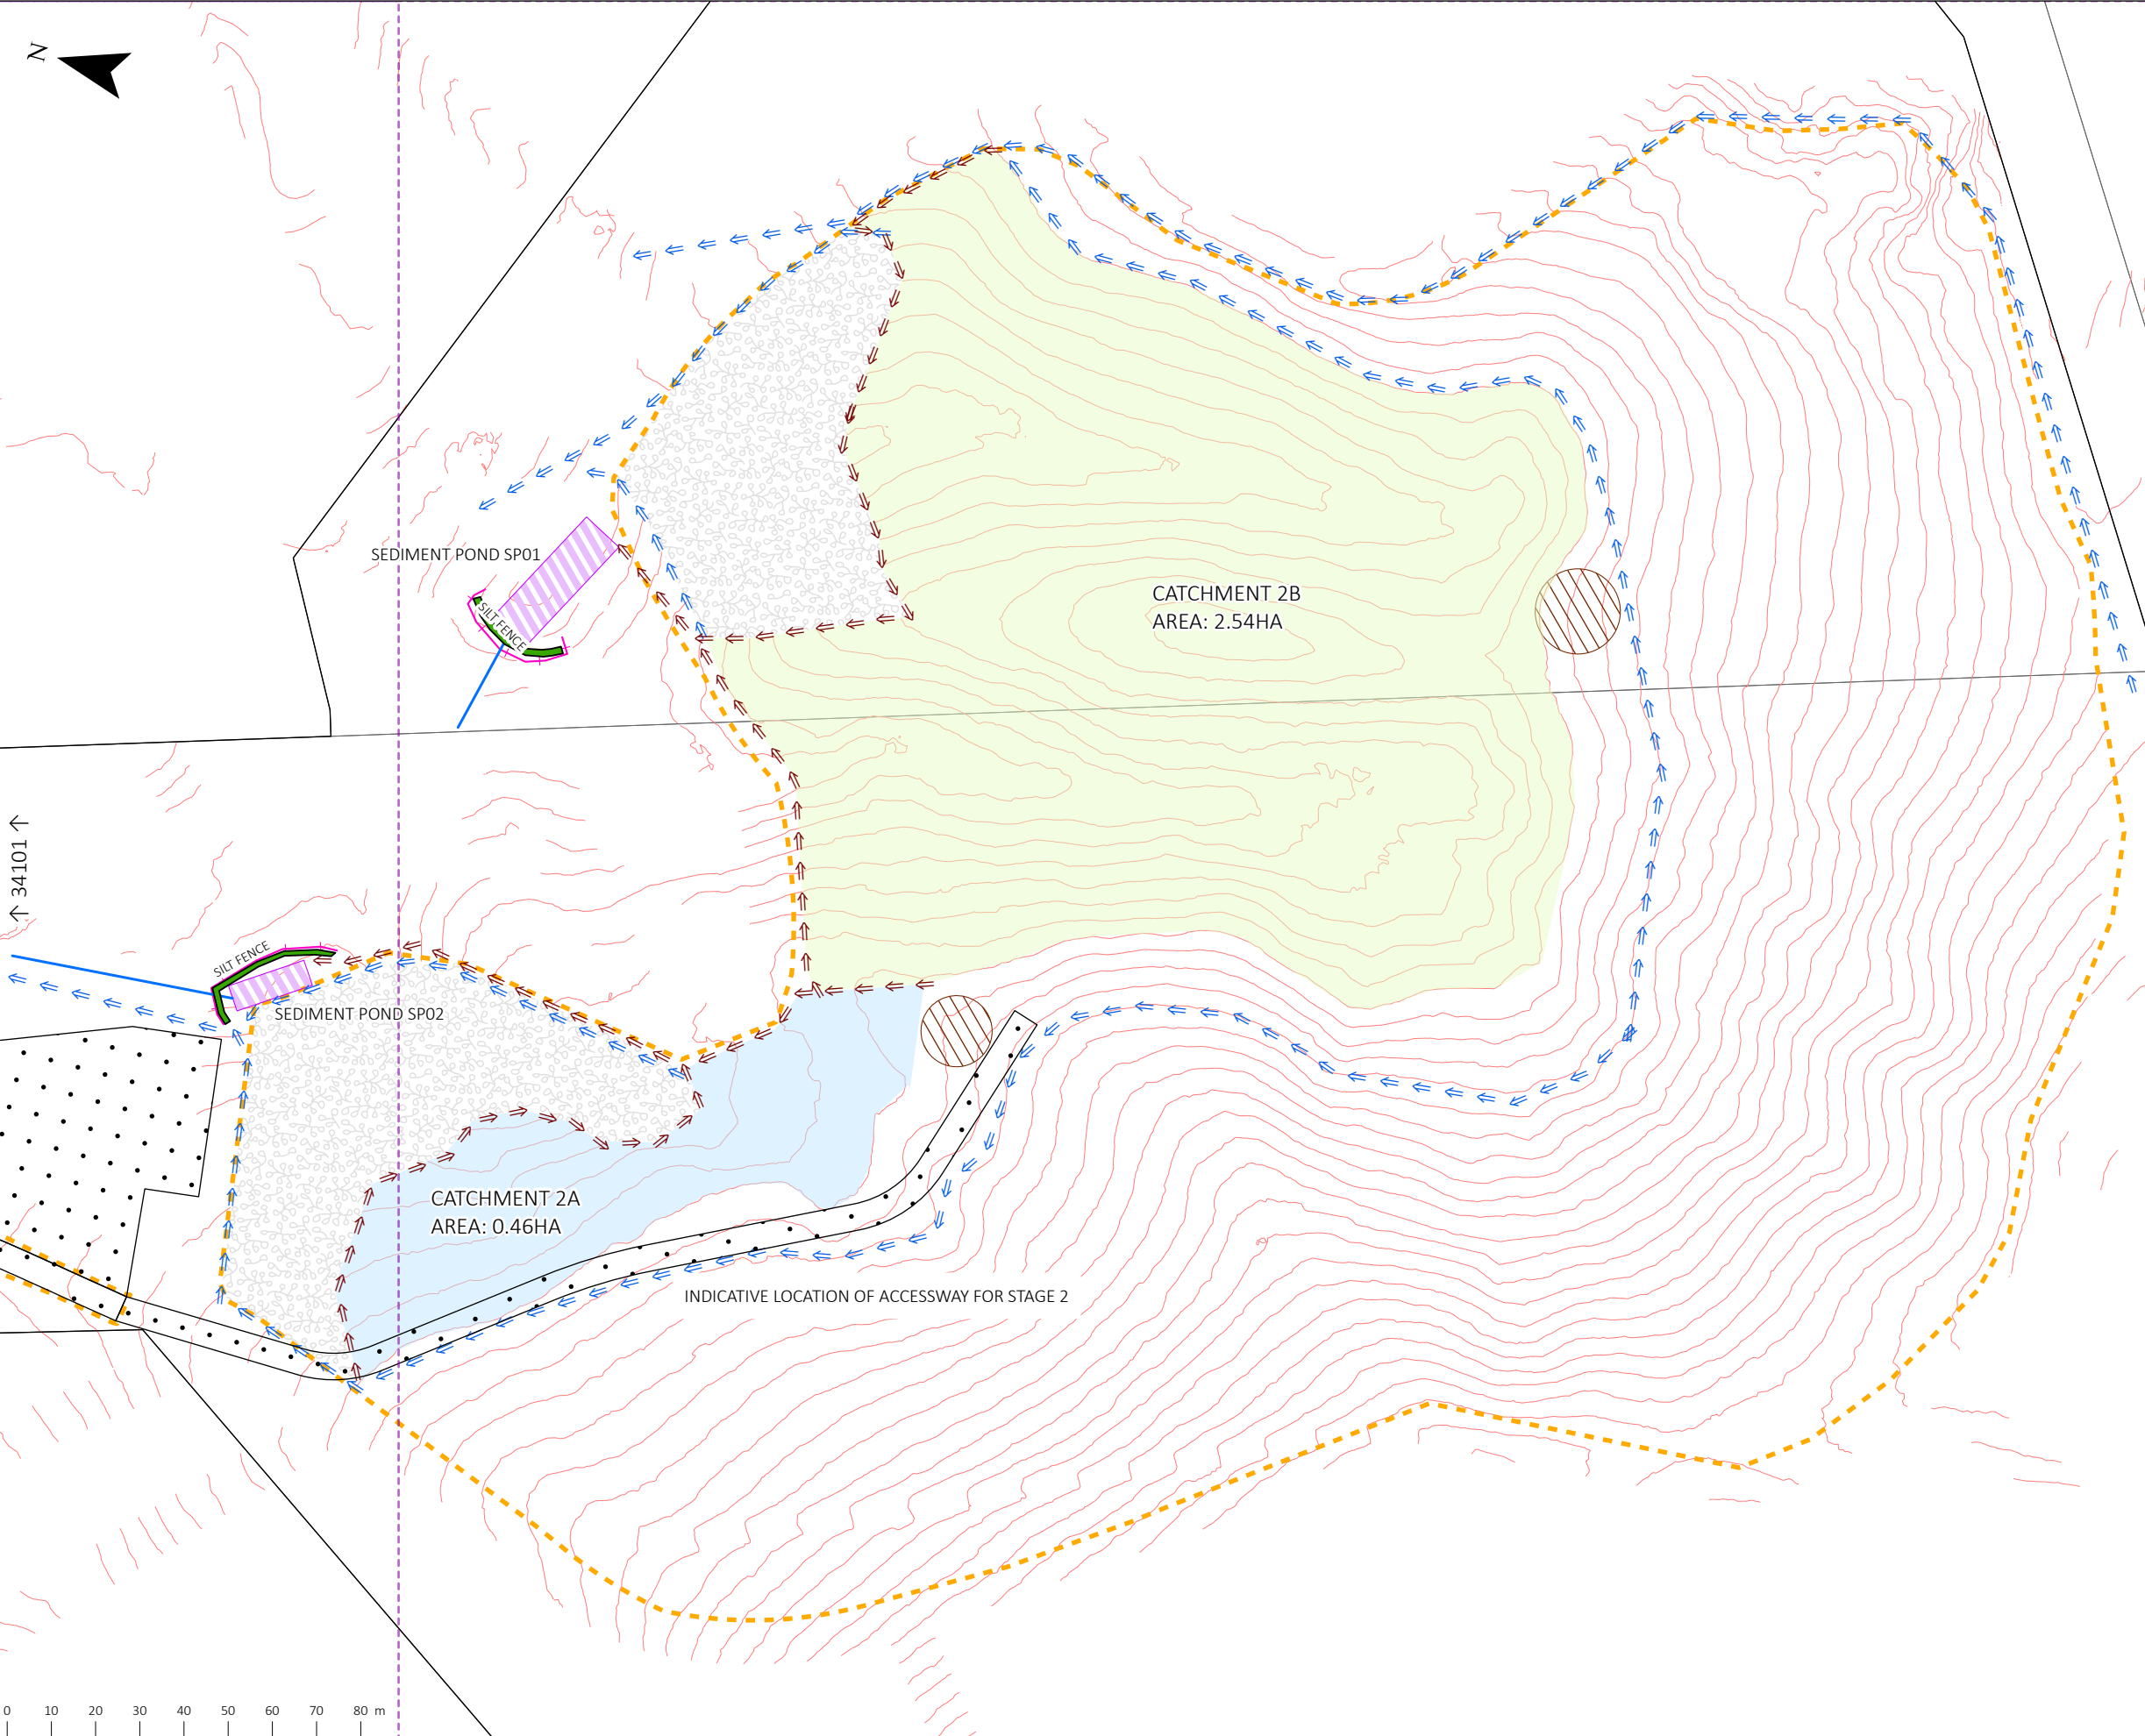 N
SEDIMENT POND SP01
SILT FENCE
CATCHMENT 2B
AREA: 2.54HA
↑ 34101 ↑
SILT FENCE
SEDIMENT POND SP02
CATCHMENT 2A
AREA: 0.46HA
INDICATIVE LOCATION OF ACCESSWAY FOR STAGE 2
0 10 20 30 40 50 60 70 80 m